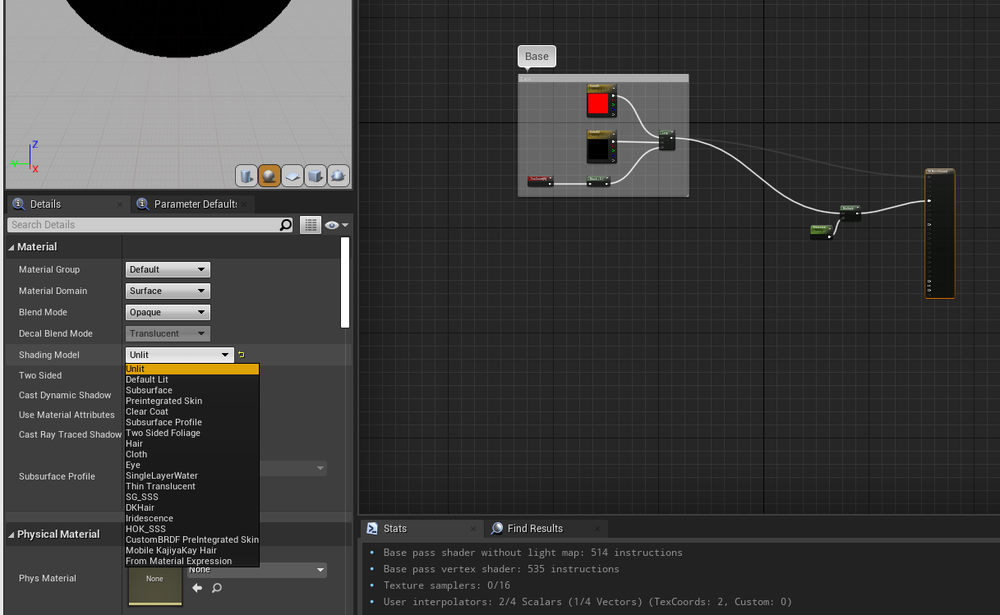 Base
Z
Y
X
Details
Parameter Defaults
Search Details
Material
Material Group
Default
Material Domain
Surface
Blend Mode
Opaque
Decal Blend Mode
Translucent
Shading Model
Unlit
Two Sided
Cast Dynamic Shadow
Use Material Attributes
Cast Ray Traced Shadow
Subsurface Profile
Unlit
Default Lit
Subsurface
Preintegrated Skin
Clear Coat
Subsurface Profile
Two Sided Foliage
Hair
Cloth
Eye
SingleLayerWater
Thin Translucent
SG_SSS
DKHair
Iridescence
HOK_SSS
CustomBRDF PreIntegrated Skin
Mobile KajiyaKay Hair
From Material Expression
Physical Material
Phys Material
None
None
Stats
Find Results
• Base pass shader without light map: 514 instructions
• Base pass vertex shader: 535 instructions
• Texture samplers: 0/16
• User interpolators: 2/4 Scalars (1/4 Vectors) (TexCoords: 2, Custom: 0)